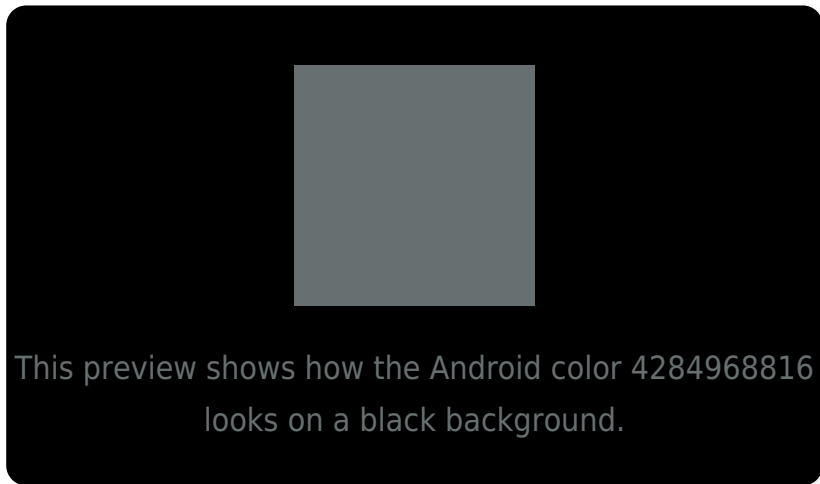 This preview shows how the Android color 4284968816
looks on a black background.